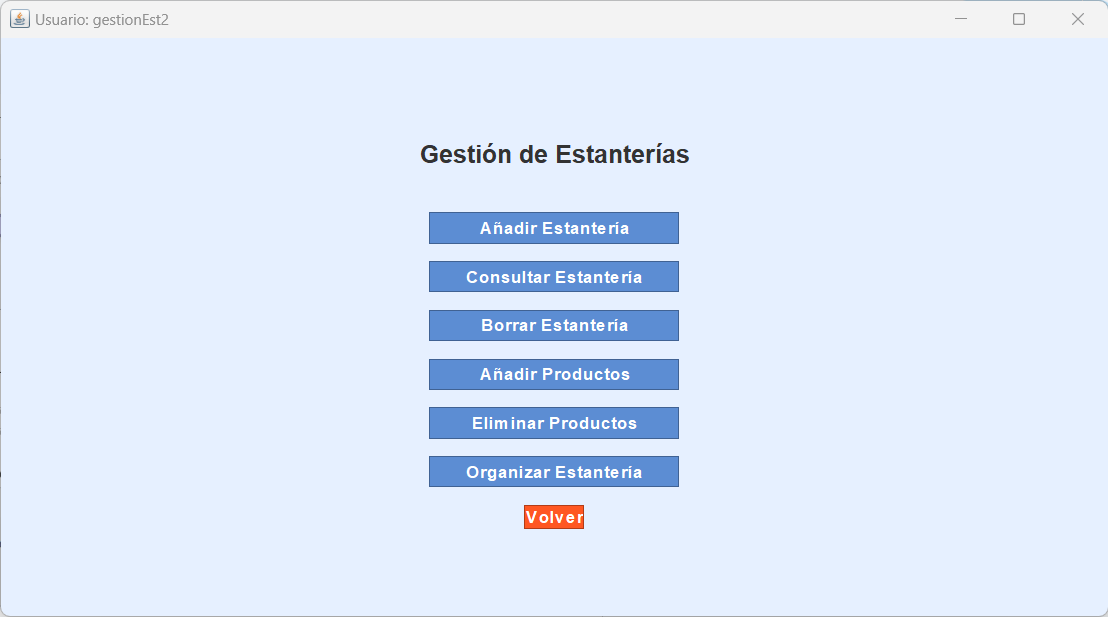 Usuario: gestionEst2
Gestión de Estanterías
Añadir Estantería
Consultar Estantería
Borrar Estantería
Añadir Productos
Eliminar Productos
Organizar Estantería
Volver